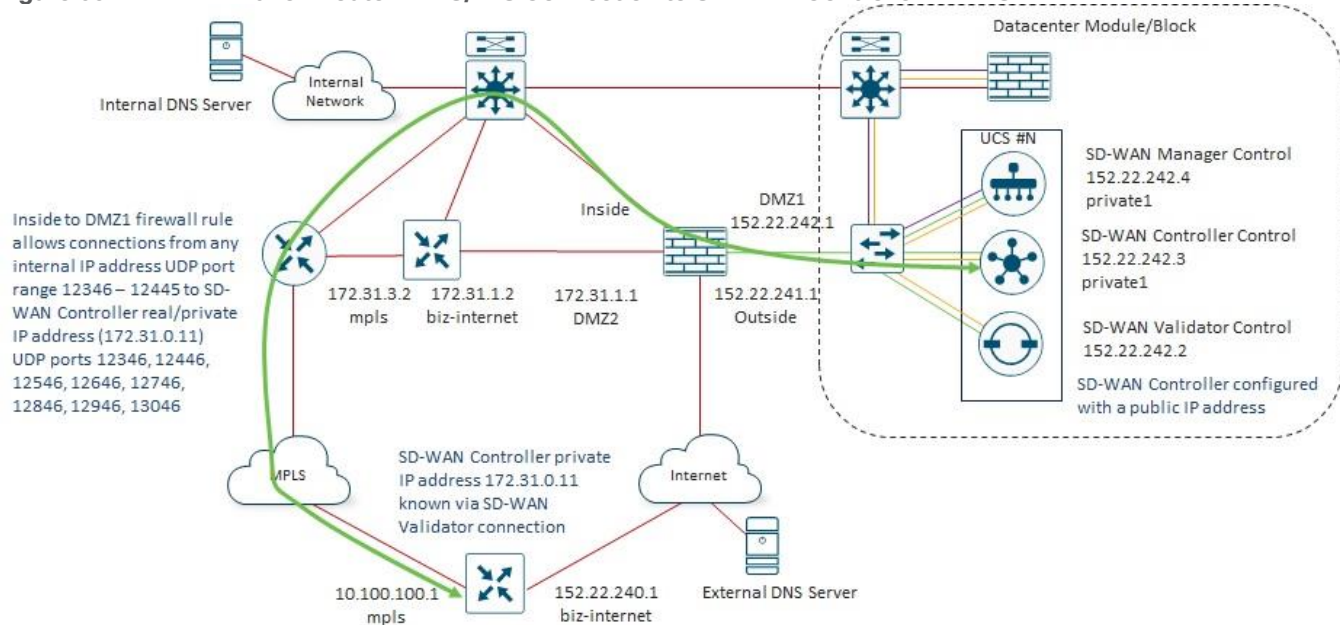 Datacenter Module/Block
Internal DNS Server
Internal
Network
UCS #N
SD-WAN Manager Control
152.22.242.4
private1
SD-WAN Controller Control
152.22.242.3
private1
SD-WAN Validator Control
152.22.242.2
SD-WAN Controller configured
with a public IP address
Inside
DMZ1
152.22.242.1
Inside to DMZ1 firewall rule
allows connections from any
internal IP address UDP port
range 12346 – 12445 to SD-
WAN Controller real/private
IP address (172.31.0.11)
UDP ports 12346, 12446,
12546, 12646, 12746,
12846, 12946, 13046
172.31.3.2
mpls
172.31.1.2
biz-internet
172.31.1.1
DMZ2
152.22.241.1
Outside
MPLS
SD-WAN Controller private
IP address 172.31.0.11
known via SD-WAN
Validator connection
Internet
10.100.100.1
mpls
152.22.240.1
biz-internet
External DNS Server